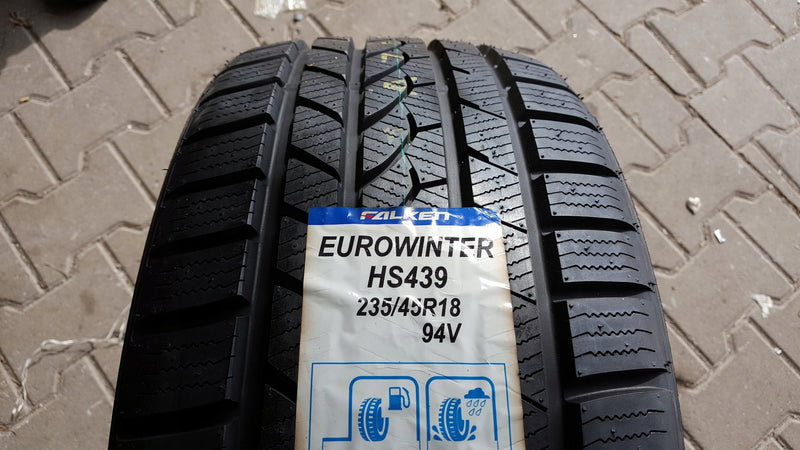 FALKEN
EUROWINTER
HS439
235/45R18
94V